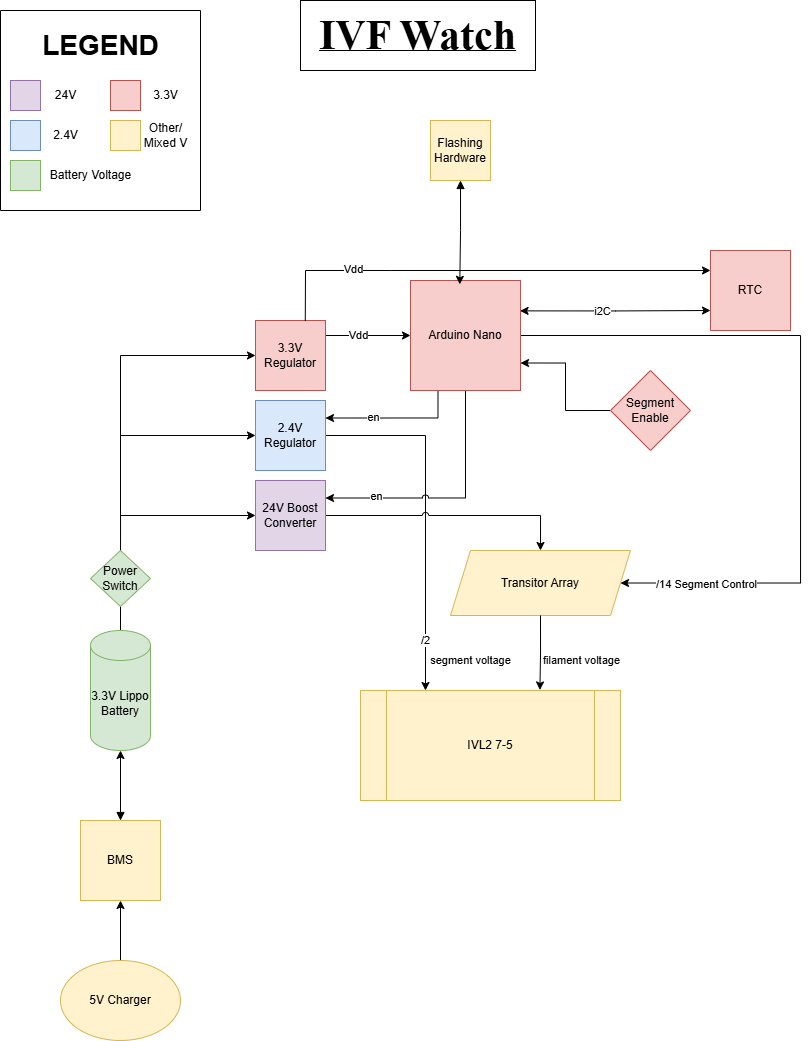 IVF Watch
LEGEND
24V
3.3V
2.4V
Other/
Mixed V
Battery Voltage
Flashing
Hardware
Vdd
RTC
i2C
Arduino Nano
Vdd
3.3V
Regulator
Segment
Enable
en
2.4V
Regulator
en
24V Boost
Converter
Power
Switch
Transitor Array
/14 Segment Control
/2
segment voltage
filament voltage
3.3V Lippo
Battery
IVL2 7-5
BMS
5V Charger